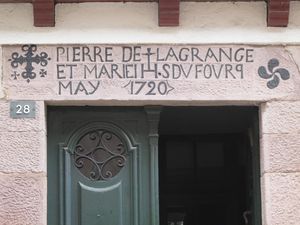 PIERRE DE LAGRANGE
ET MARIE IHS DUFOURQ
MAY 1720
28